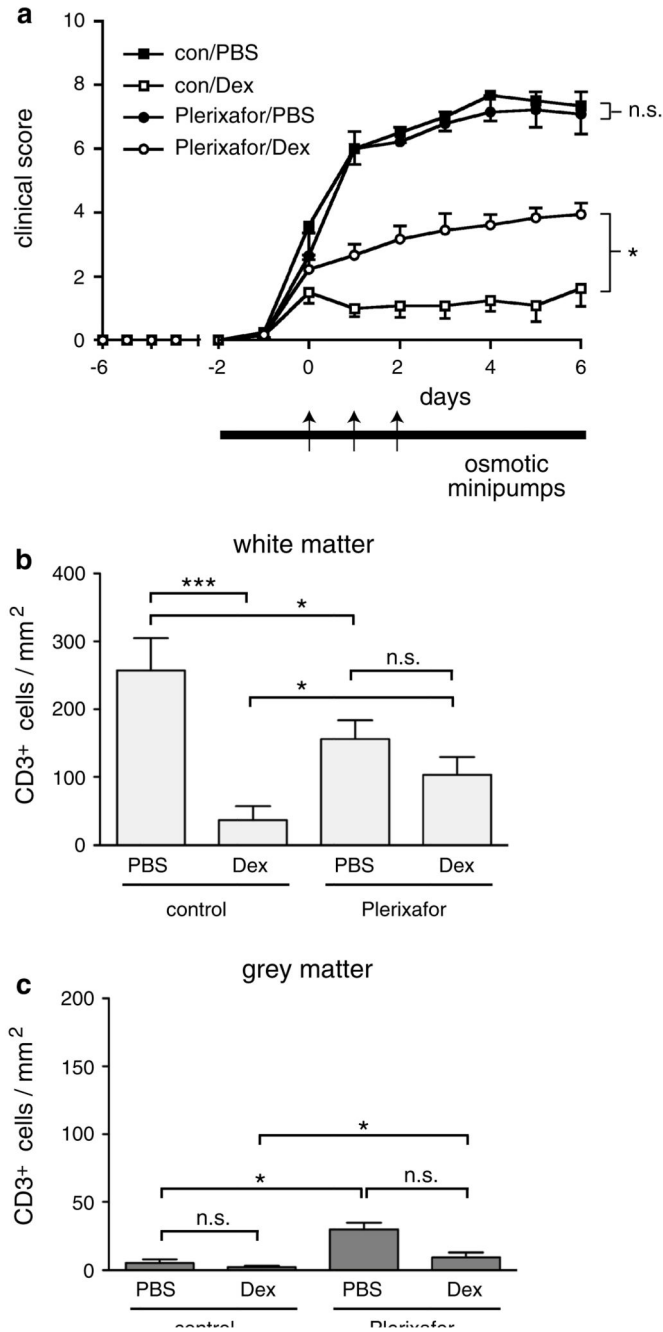 a
10
8
6
4
2
0
clinical score
con/PBS
con/Dex
Plerixafor/PBS
Plerixafor/Dex
n.s.
*
-6 -2 0 2 4 6
days
osmotic
minipumps
b
white matter
400
300
200
100
0
CD3+ cells / mm2
***
*
n.s.
*
PBS Dex PBS Dex
control Plerixafor
c
grey matter
200
150
100
50
0
CD3+ cells / mm2
*
*
n.s.
n.s.
PBS Dex PBS Dex
control Plerixafor